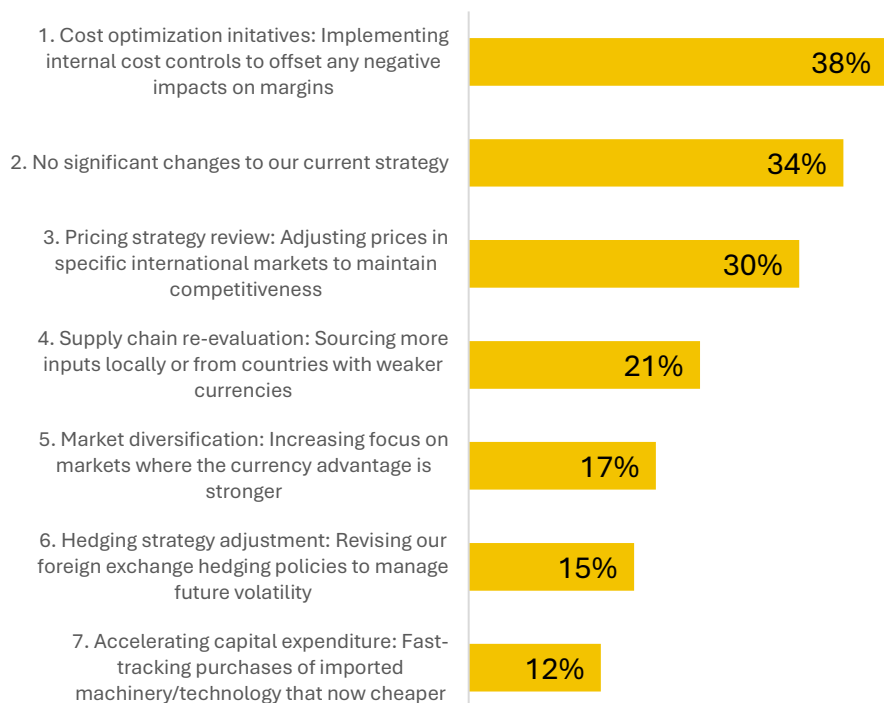 1. Cost optimization initatives: Implementing
internal cost controls to offset any negative
impacts on margins
38%
2. No significant changes to our current strategy
34%
3. Pricing strategy review: Adjusting prices in
specific international markets to maintain
competitiveness
30%
4. Supply chain re-evaluation: Sourcing more
inputs locally or from countries with weaker
currencies
21%
5. Market diversification: Increasing focus on
markets where the currency advantage is
stronger
17%
6. Hedging strategy adjustment: Revising our
foreign exchange hedging policies to manage
future volatility
15%
7. Accelerating capital expenditure: Fast-
tracking purchases of imported
machinery/technology that now cheaper
12%